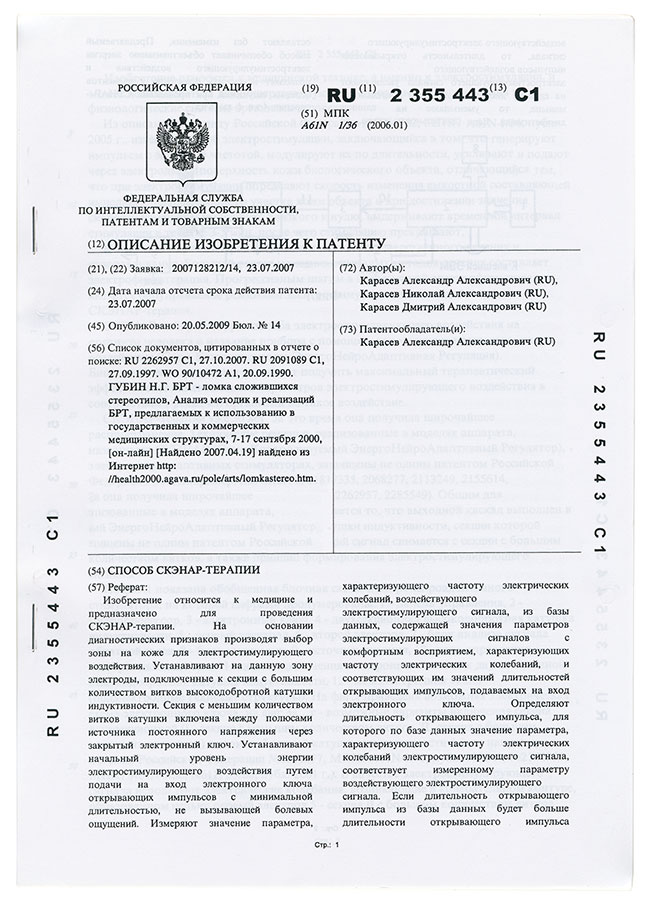 РОССИЙСКАЯ ФЕДЕРАЦИЯ
ФЕДЕРАЛЬНАЯ СЛУЖБА
ПО ИНТЕЛЛЕКТУАЛЬНОЙ СОБСТВЕННОСТИ,
ПАТЕНТАМ И ТОВАРНЫМ ЗНАКАМ
(19) RU (11) 2 355 443 (13) C1
(51) МПК
A61N 1/36 (2006.01)
(12) ОПИСАНИЕ ИЗОБРЕТЕНИЯ К ПАТЕНТУ
(21), (22) Заявка: 2007128212/14, 23.07.2007
(24) Дата начала отсчета срока действия патента:
23.07.2007
(45) Опубликовано: 20.05.2009 Бюл. № 14
(56) Список документов, цитированных в отчете о
поиске: RU 2262957 C1, 27.10.2007. RU 2091089 C1,
27.09.1997. WO 90/10472 A1, 20.09.1990.
ГУБИН Н.Г. БРТ - ломка сложившихся
стереотипов, Анализ методик и реализаций
БРТ, предлагаемых к использованию в
государственных и коммерческих
медицинских структурах, 7-17 сентября 2000,
[он-лайн] [Найдено 2007.04.19] найдено из
Интернет http:
//health2000.agava.ru/pole/arts/lomkastereo.htm.
(72) Автор(ы):
Карасев Александр Александрович (RU),
Карасев Николай Александрович (RU),
Карасев Дмитрий Александрович (RU)
(73) Патентообладатель(и):
Карасев Александр Александрович (RU)
(54) СПОСОБ СКЭНАР-ТЕРАПИИ
(57) Реферат:
Изобретение относится к медицине и
предназначено для проведения
СКЭНАР-терапии. На основании
диагностических признаков производят выбор
зоны на коже для электростимулирующего
воздействия. Устанавливают на данную зону
электроды, подключенные к секции с большим
количеством витков высокодобротной катушки
индуктивности. Секция с меньшим количеством
витков катушки включена между полюсами
источника постоянного напряжения через
закрытый электронный ключ. Устанавливают
начальный уровень энергии
электростимулирующего воздействия путем
подачи на вход электронного ключа
открывающих импульсов с минимальной
длительностью, не вызывающей болевых
ощущений. Измеряют значение параметра,
характеризующего частоту электрических
колебаний, воздействующего
электростимулирующего сигнала, из базы
данных, содержащей значения параметров
электростимулирующих сигналов с
комфортным восприятием, характеризующих
частоту электрических колебаний, и
соответствующих им значений длительностей
открывающих импульсов, подаваемых на вход
электронного ключа. Определяют
длительность открывающего импульса, для
которого по базе данных значение параметра,
характеризующего частоту электрических
колебаний электростимулирующего сигнала,
соответствует измеренному параметру
воздействующего электростимулирующего
сигнала. Если длительность открывающего
импульса из базы данных будет больше
длительности открывающего импульса
Стр.: 1
RU 2355443 C1
RU 2355443 C1